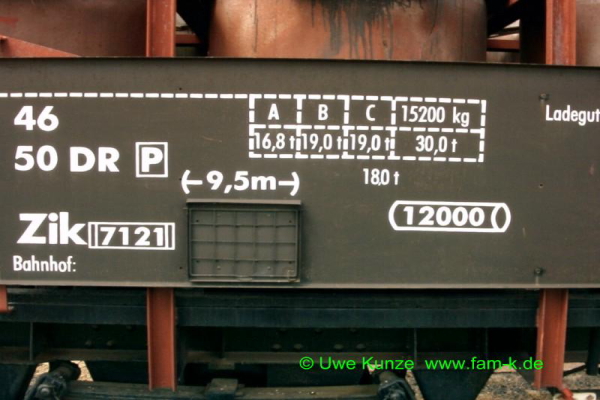 46
A B C 15200 kg
16,8 t 19,0 t 19,0 t 30,0 t
Ladegut
50 DR P
(-9,5m-)
18,0 t
Zik 7121
12000
Bahnhof:
© Uwe Kunze www.fam-k.de